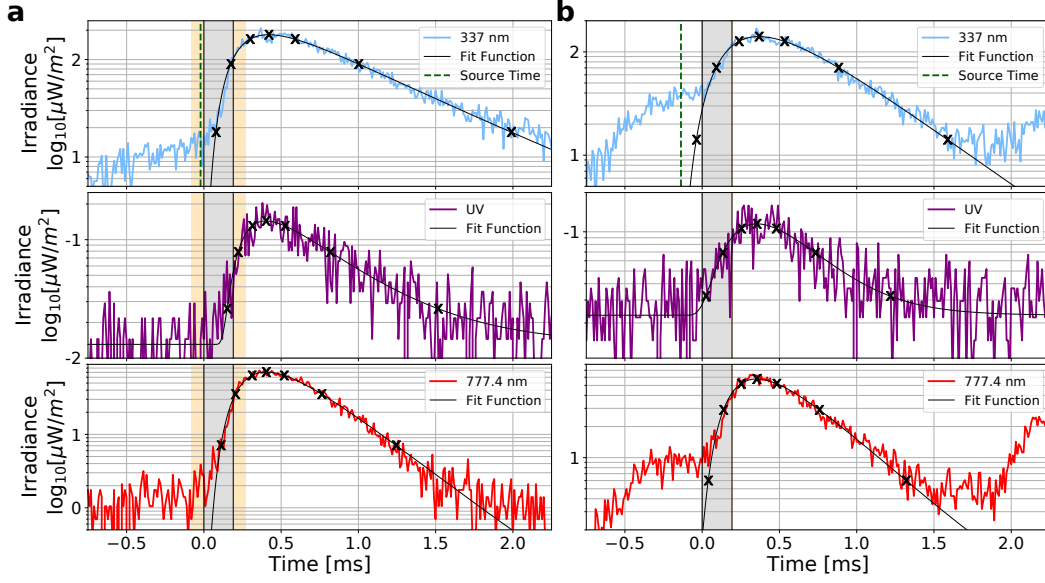 a
b
Irradiance
log₁₀[μW/m²]
2
1
337 nm
Fit Function
Source Time
2
1
337 nm
Fit Function
Source Time
Irradiance
log₁₀[μW/m²]
-1
-2
UV
Fit Function
-1
UV
Fit Function
Irradiance
log₁₀[μW/m²]
1
0
777.4 nm
Fit Function
1
777.4 nm
Fit Function
−0.5 0.0 0.5 1.0 1.5 2.0
Time [ms]
−0.5 0.0 0.5 1.0 1.5 2.0
Time [ms]